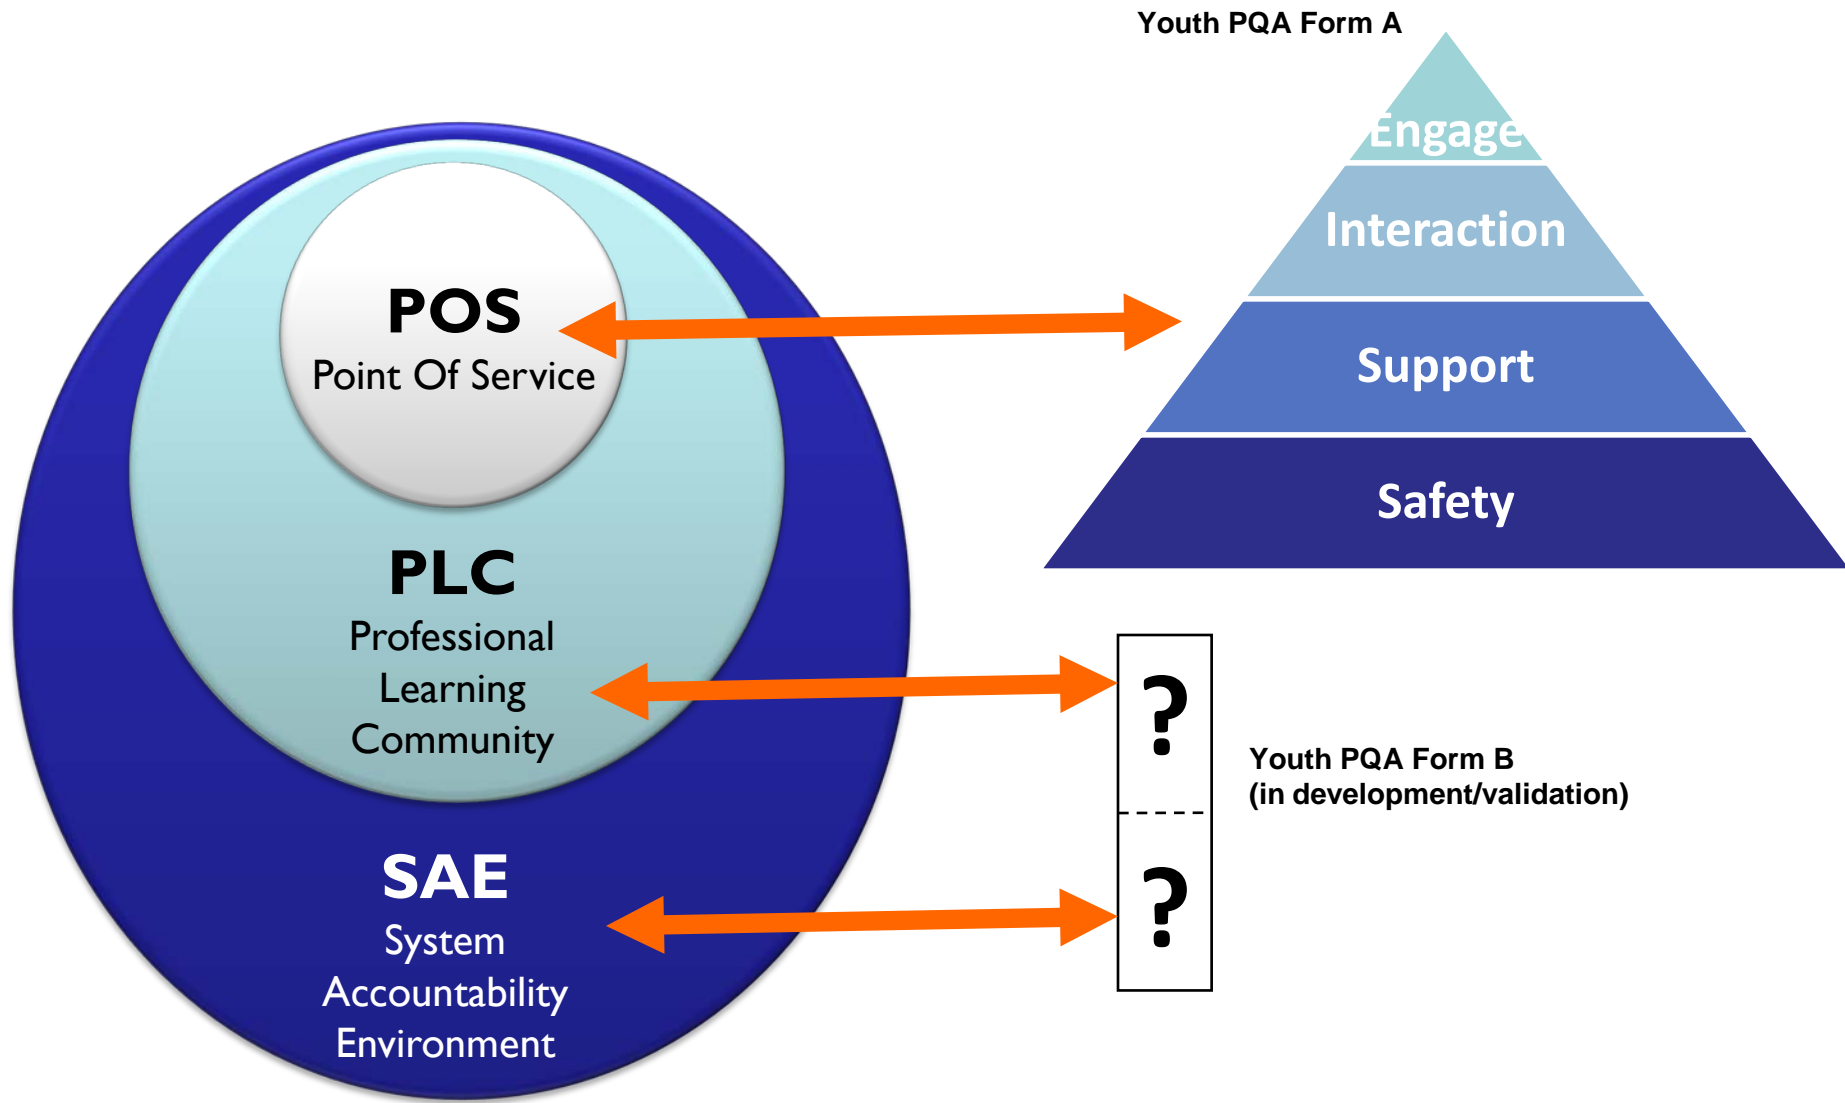 Youth PQA Form A
Engage
Interaction
Support
Safety
POS
Point Of Service
PLC
Professional
Learning
Community
SAE
System
Accountability
Environment
?
?
Youth PQA Form B
(in development/validation)